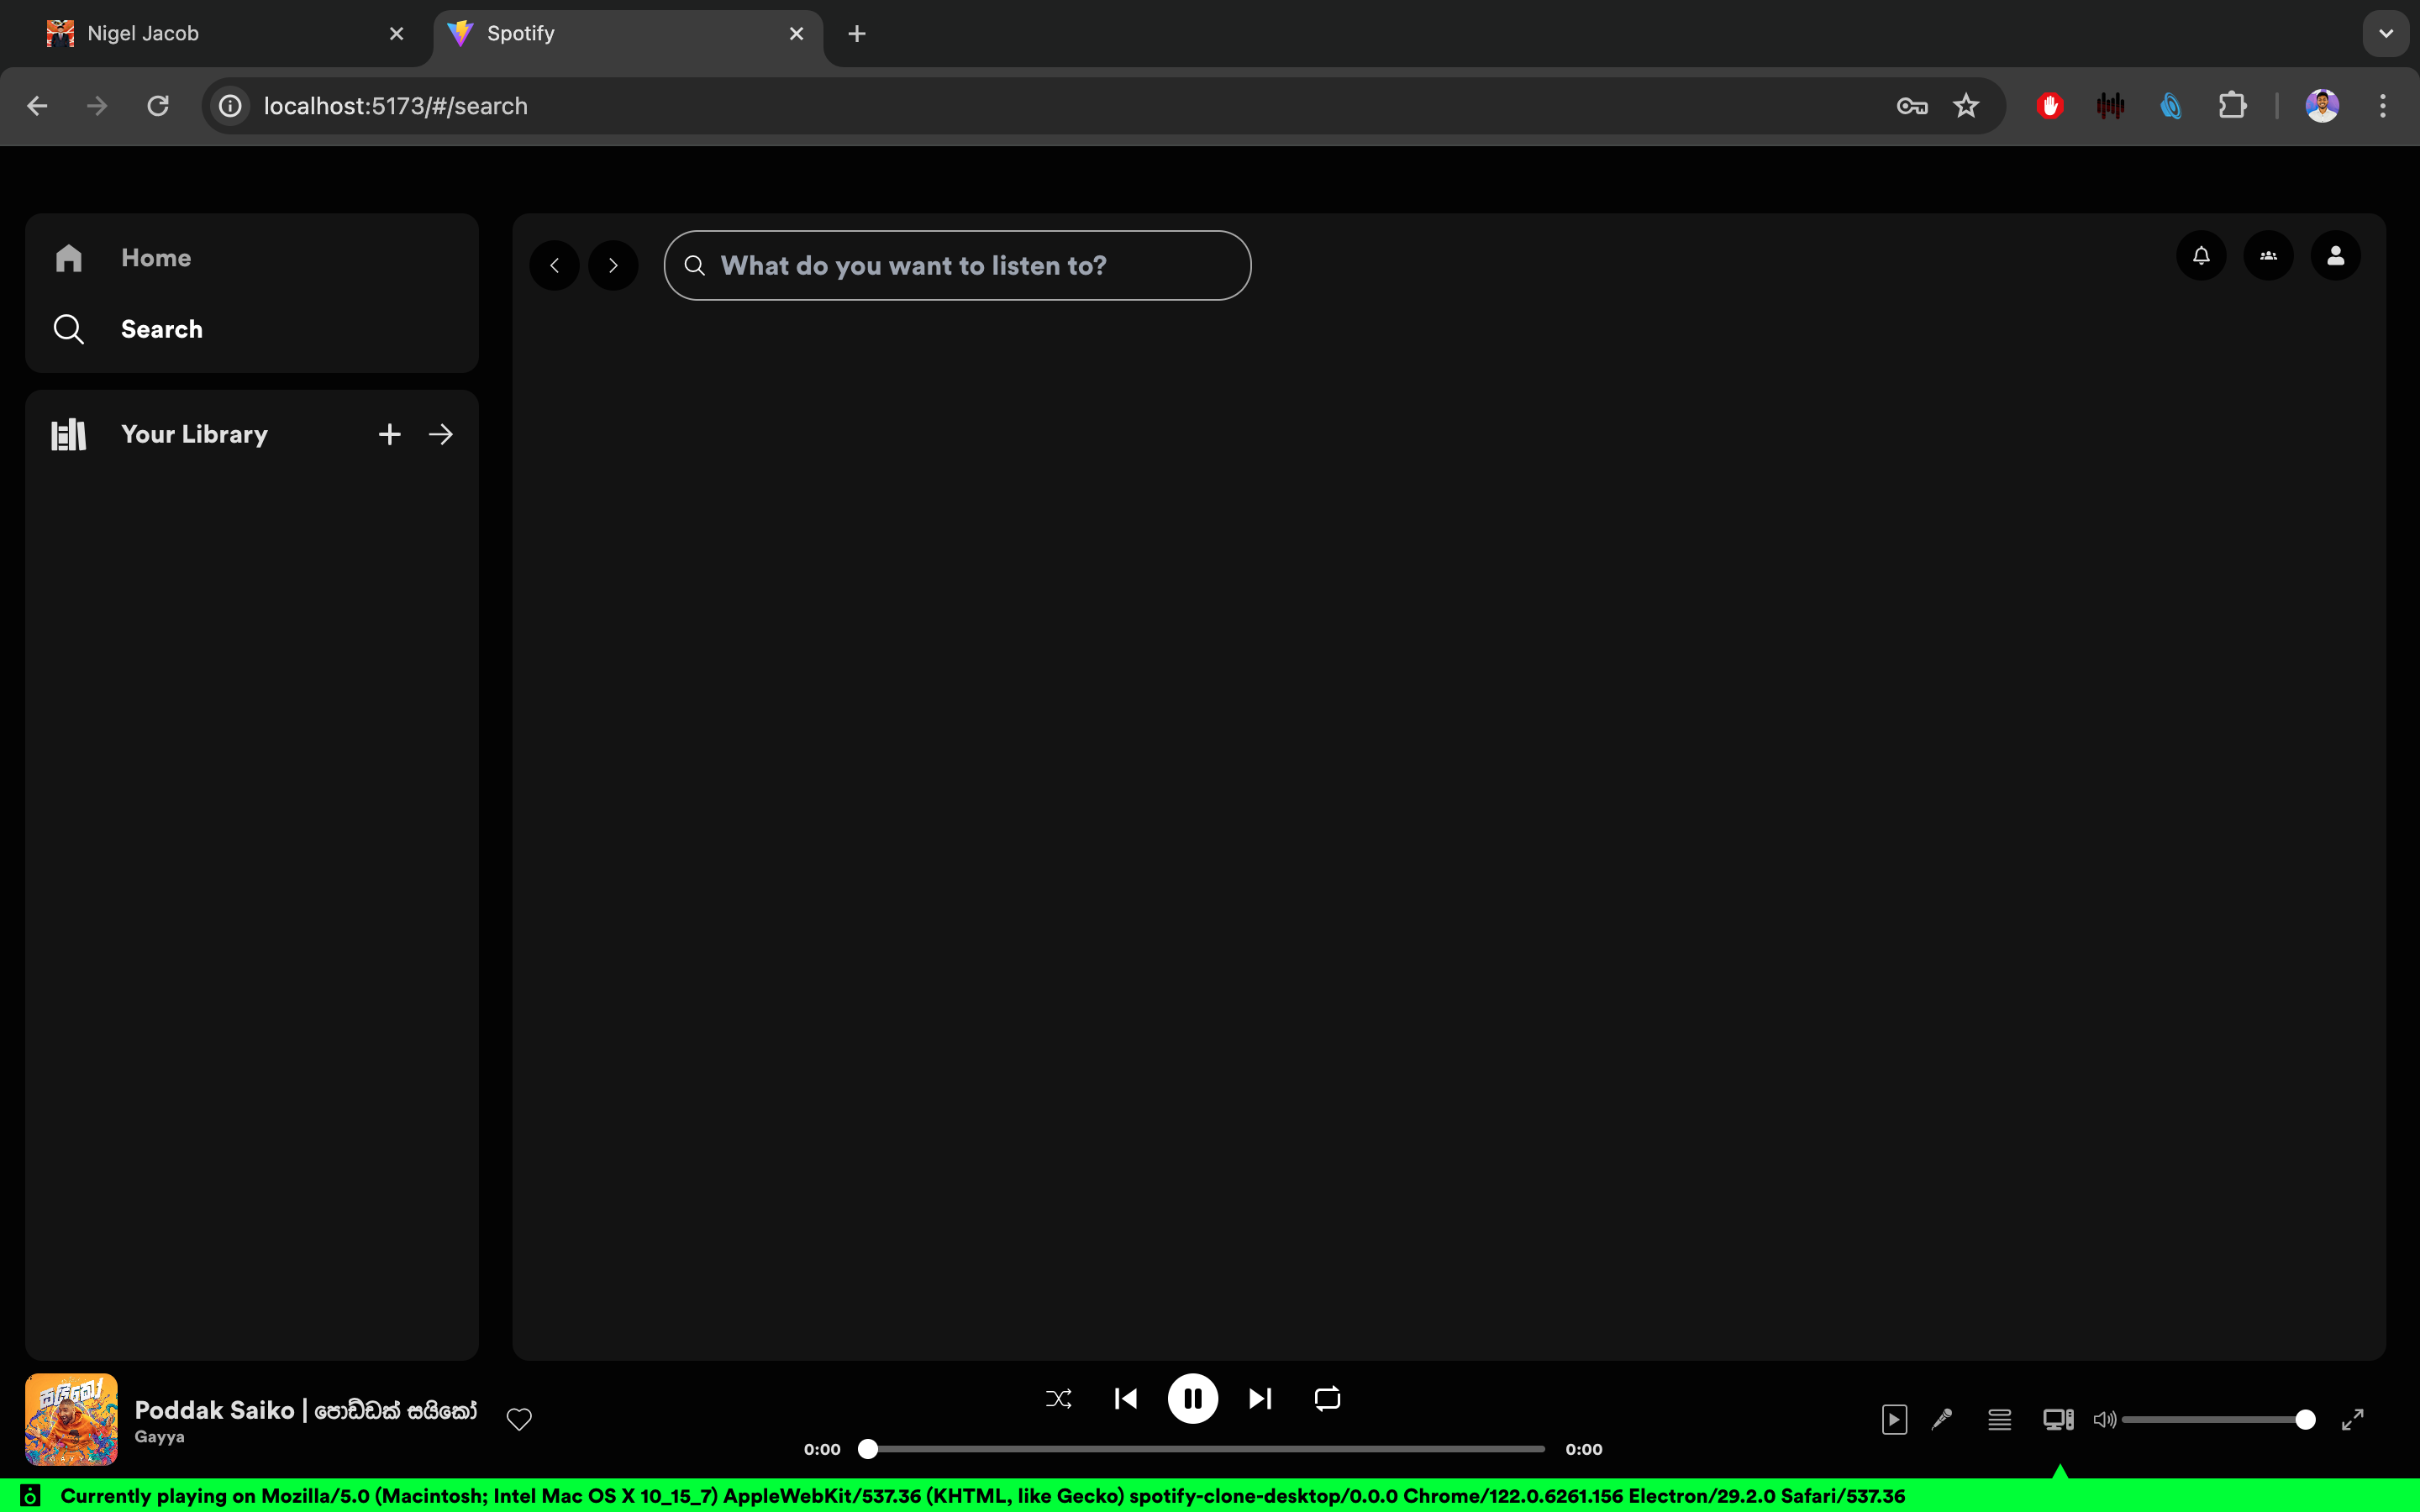 Nigel Jacob
Spotify
localhost:5173/#/search
Home
What do you want to listen to?
Search
Your Library
සයිකෝ
Poddak Saiko | පොඩ්ඩක් සයිකෝ
Gayya
0:00
0:00
Currently playing on Mozilla/5.0 (Macintosh; Intel Mac OS X 10_15_7) AppleWebKit/537.36 (KHTML, like Gecko) spotify-clone-desktop/0.0.0 Chrome/122.0.6261.156 Electron/29.2.0 Safari/537.36